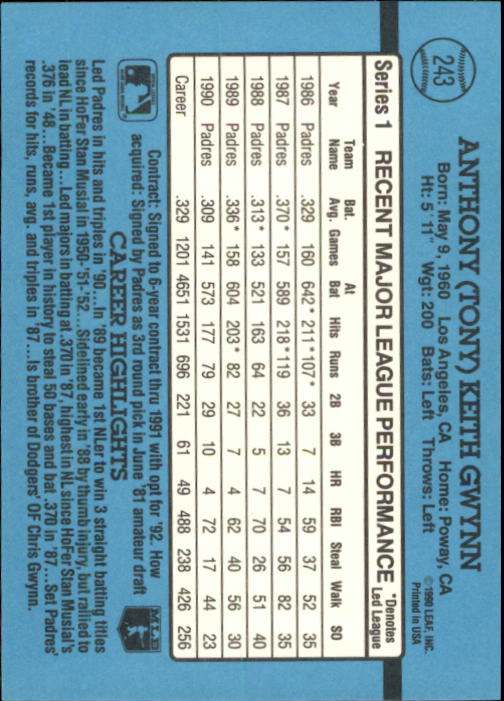 243
ANTHONY (TONY) KEITH GWYNN
Born: May 9, 1960 Los Angeles, CA Home: Poway, CA
Ht: 5' 11" Wgt: 200 Bats: Left Throws: Left
© 1990 LEAF, INC.
Printed in USA
Series 1 RECENT MAJOR LEAGUE PERFORMANCE *Denotes Led League
Year Team Name Bat. Avg. Games At Bat Hits Runs 2B 3B HR RBI Steal Walk SO
1986 Padres .329 160 642* 211* 107* 33 7 14 59 37 52 35
1987 Padres .370* 157 589 218* 119 36 13 7 54 56 82 35
1988 Padres .313* 133 521 163 64 22 5 7 70 26 51 40
1989 Padres .336* 158 604 203* 82 27 7 4 62 40 56 30
1990 Padres .309 141 573 177 79 29 10 4 72 17 44 23
Career .329 1201 4651 1531 696 221 61 49 488 238 426 256
Contract: Signed to 6-year contract thru 1991 with opt for '92. How
acquired: Signed by Padres as 3rd round pick in June '81 amateur draft
CAREER HIGHLIGHTS
MLB
Led Padres in hits and triples in '90...In '89 became 1st NLer to win 3 straight batting titles
since HoFer Stan Musial in 1950-'51-'52...Sidelined early in '88 by thumb injury, but rallied to
lead NL in batting...Led majors in batting at .370 in '87, highest in NL since HoFer Stan Musial's
.376 in '48...Became 1st player in history to steal 50 bases and bat .370 in '87...Set Padres'
records for hits, runs, avg. and triples in '87...Is brother of Dodgers' OF Chris Gwynn.